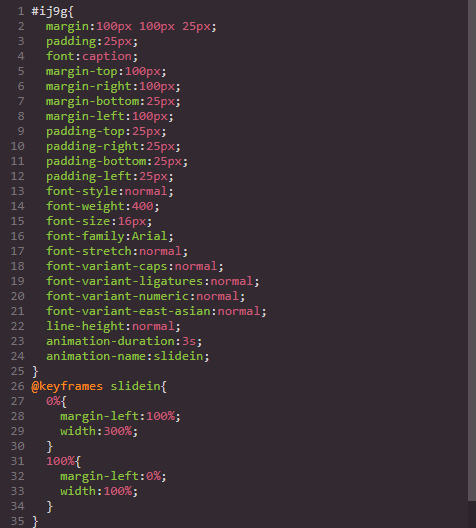 1 #ij9g{
2 margin:100px 100px 25px;
3 padding:25px;
4 font:caption;
5 margin-top:100px;
6 margin-right:100px;
7 margin-bottom:25px;
8 margin-left:100px;
9 padding-top:25px;
10 padding-right:25px;
11 padding-bottom:25px;
12 padding-left:25px;
13 font-style:normal;
14 font-weight:400;
15 font-size:16px;
16 font-family:Arial;
17 font-stretch:normal;
18 font-variant-caps:normal;
19 font-variant-ligatures:normal;
20 font-variant-numeric:normal;
21 font-variant-east-asian:normal;
22 line-height:normal;
23 animation-duration:3s;
24 animation-name:slidein;
25 }
26 @keyframes slidein{
27 0%{
28 margin-left:100%;
29 width:300%;
30 }
31 100%{
32 margin-left:0%;
33 width:100%;
34 }
35 }